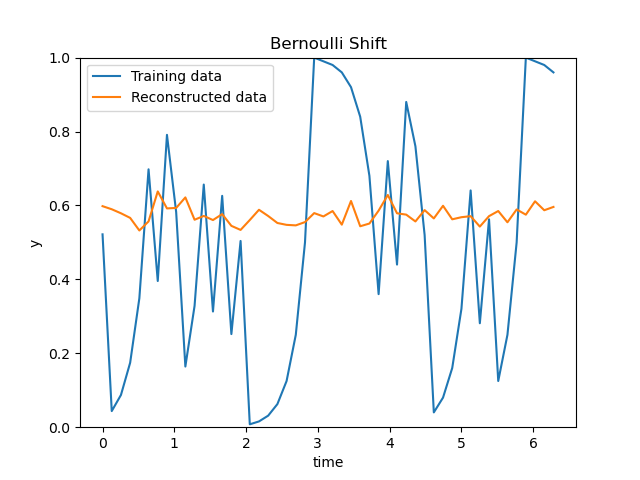 Bernoulli Shift
Training data
Reconstructed data
1.0
0.8
0.6
0.4
0.2
0.0
y
0 1 2 3 4 5 6
time